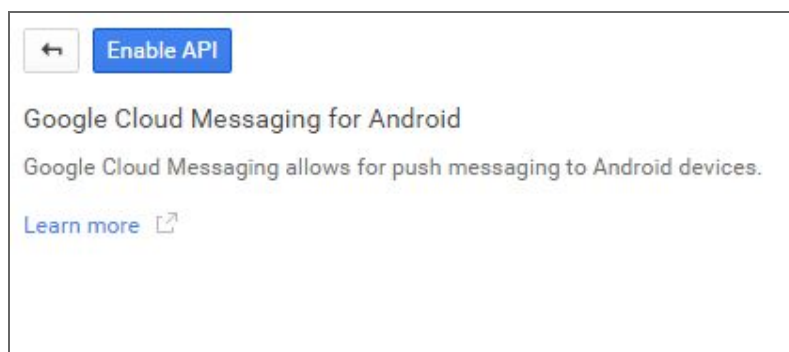 Enable API
Google Cloud Messaging for Android
Google Cloud Messaging allows for push messaging to Android devices.
Learn more